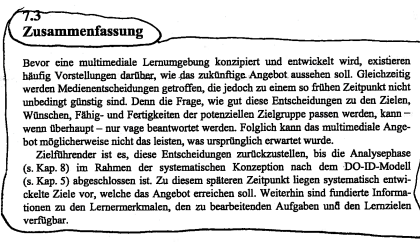 7.3
Zusammenfassung
Bevor eine multimediale Lernumgebung konzipiert und entwickelt wird, existieren
häufig Vorstellungen darüber, wie das zukünftige Angebot aussehen soll. Gleichzeitig
werden Medienentscheidungen getroffen, die jedoch zu einem so frühen Zeitpunkt nicht
unbedingt günstig sind. Denn die Frage, wie gut diese Entscheidungen zu den Zielen,
Wünschen, Fähig- und Fertigkeiten der potenziellen Zielgruppe passen werden, kann –
wenn überhaupt – nur vage beantwortet werden. Folglich kann das multimediale Ange-
bot möglicherweise nicht das leisten, was ursprünglich erwartet wurde.
Zielführender ist es, diese Entscheidungen zurückzustellen, bis die Analysephase
(s. Kap. 8) im Rahmen der systematischen Konzeption nach dem DO-ID-Modell
(s. Kap. 5) abgeschlossen ist. Zu diesem späteren Zeitpunkt liegen systematisch entwi-
ckelte Ziele vor, welche das Angebot erreichen soll. Weiterhin sind fundierte Informa-
tionen zu den Lernermerkmalen, den zu bearbeitenden Aufgaben und den Lernzielen
verfügbar.